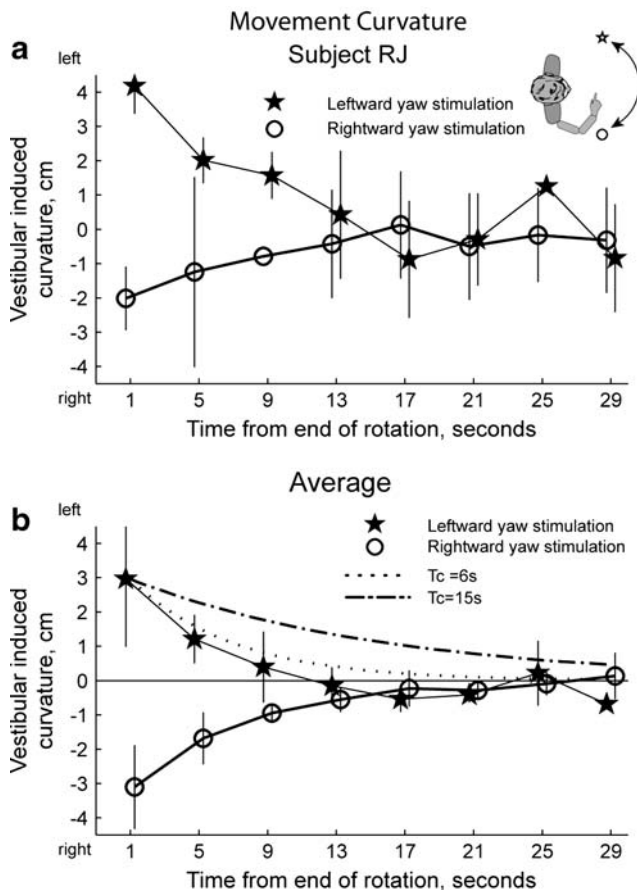 Movement Curvature
Subject RJ
a
left
Leftward yaw stimulation
Rightward yaw stimulation
4
3
2
1
0
-1
-2
-3
-4
Vestibular induced
curvature, cm
right
1 5 9 13 17 21 25 29
Time from end of rotation, seconds
Average
b
left
Leftward yaw stimulation
Rightward yaw stimulation
Tc =6s
Tc=15s
4
3
2
1
0
-1
-2
-3
-4
Vestibular induced
curvature, cm
right
1 5 9 13 17 21 25 29
Time from end of rotation, seconds